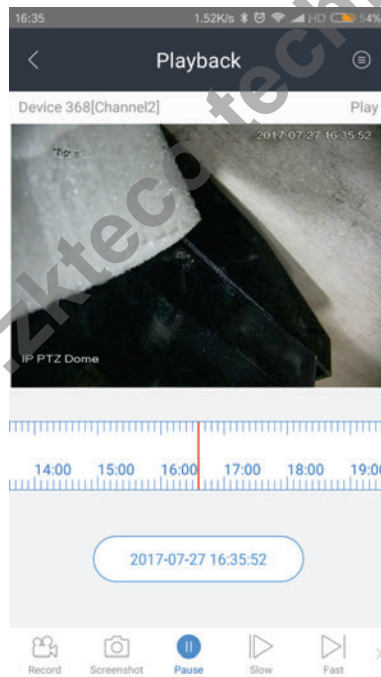 16:35 1.52K/s HD 54%
Playback
Device 368[Channel2] Play
2017-07-27 16:35:52
IP PTZ Dome
14:00 15:00 16:00 17:00 18:00 19:00
2017-07-27 16:35:52
Record Screenshot Pause Slow Fast